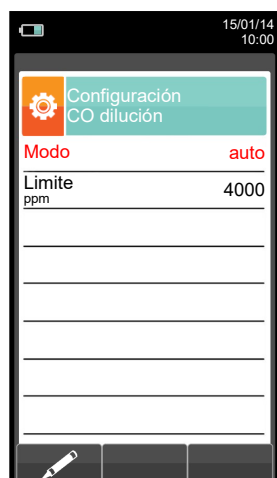 15/01/14
10:00
Configuración
CO dilución
Modo auto
Limite 4000
ppm